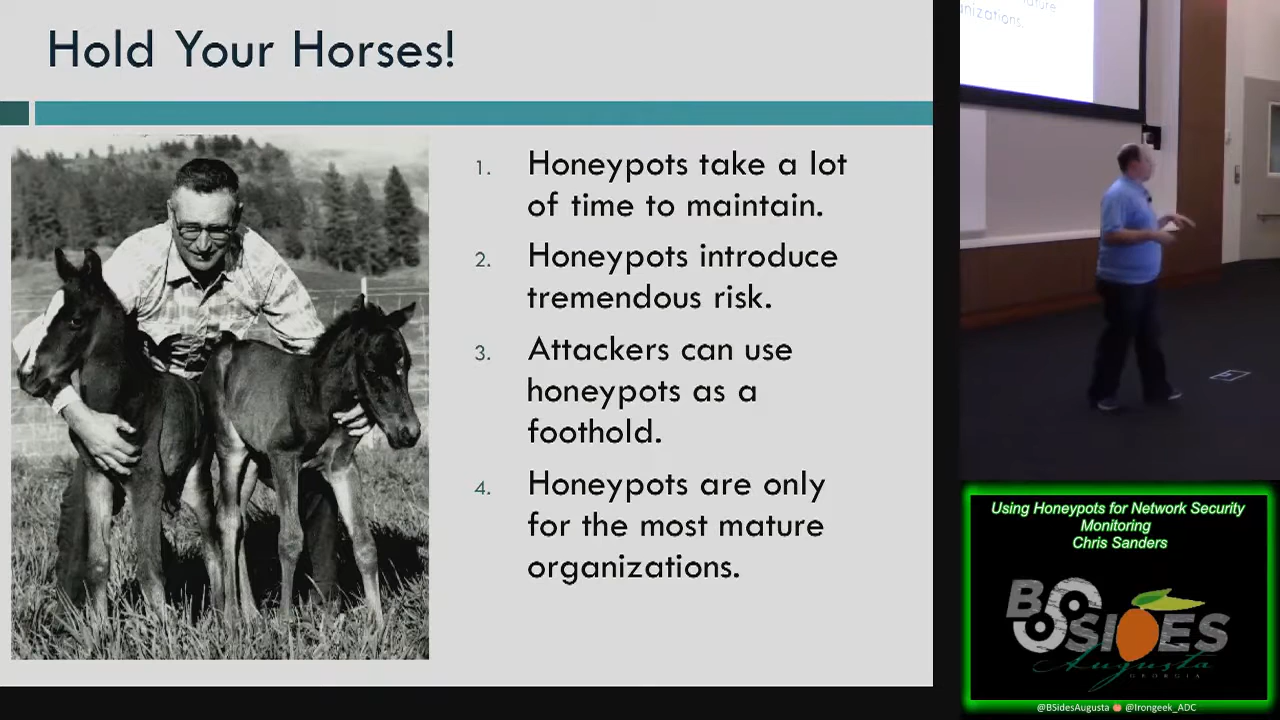 Hold Your Horses!
1. Honeypots take a lot
of time to maintain.
2. Honeypots introduce
tremendous risk.
3. Attackers can use
honeypots as a
foothold.
4. Honeypots are only
for the most mature
organizations.
Using Honeypots for Network Security
Monitoring
Chris Sanders
BSIDES
Augusta
GEORGIA
@BSidesAugusta @Irongeek_ADC